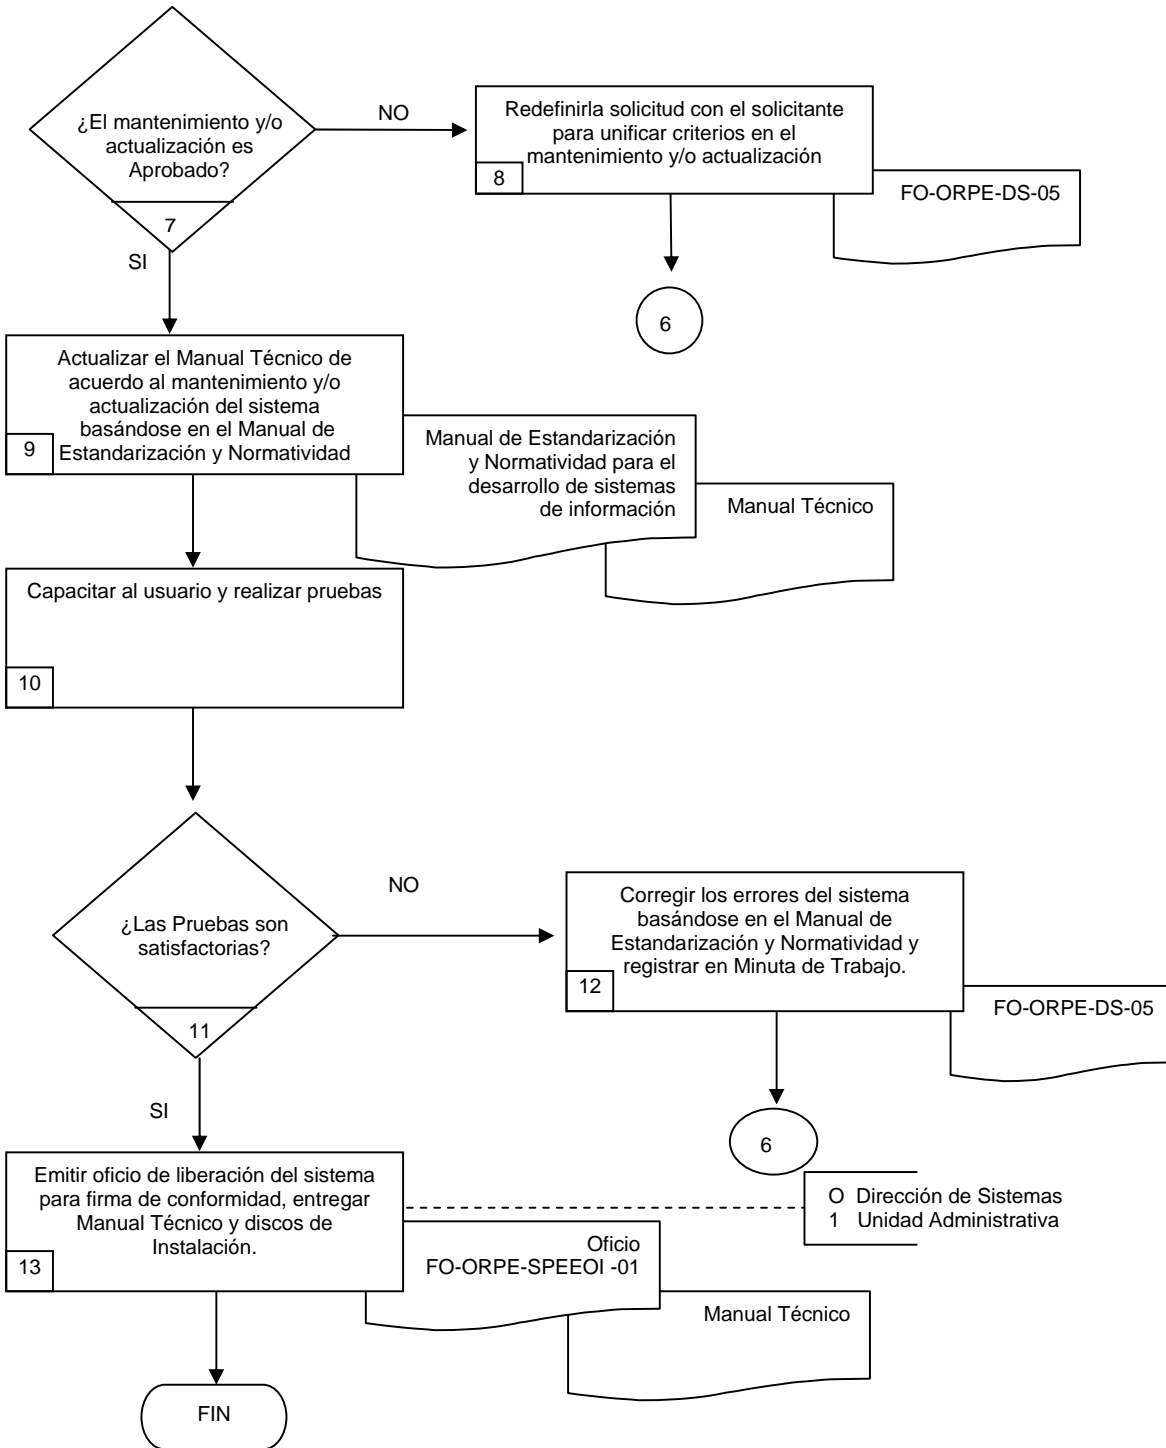 ¿El mantenimiento y/o
actualización es
Aprobado?
7
NO
Redefinirla solicitud con el solicitante
para unificar criterios en el
mantenimiento y/o actualización
8
FO-ORPE-DS-05
6
SI
Actualizar el Manual Técnico de
acuerdo al mantenimiento y/o
actualización del sistema
basándose en el Manual de
Estandarización y Normatividad
9
Manual de Estandarización
y Normatividad para el
desarrollo de sistemas
de información
Manual Técnico
Capacitar al usuario y realizar pruebas
10
¿Las Pruebas son
satisfactorias?
11
NO
Corregir los errores del sistema
basándose en el Manual de
Estandarización y Normatividad y
registrar en Minuta de Trabajo.
12
FO-ORPE-DS-05
6
SI
Emitir oficio de liberación del sistema
para firma de conformidad, entregar
Manual Técnico y discos de
Instalación.
13
O Dirección de Sistemas
1 Unidad Administrativa
Oficio
FO-ORPE-SPEEOI -01
Manual Técnico
FIN